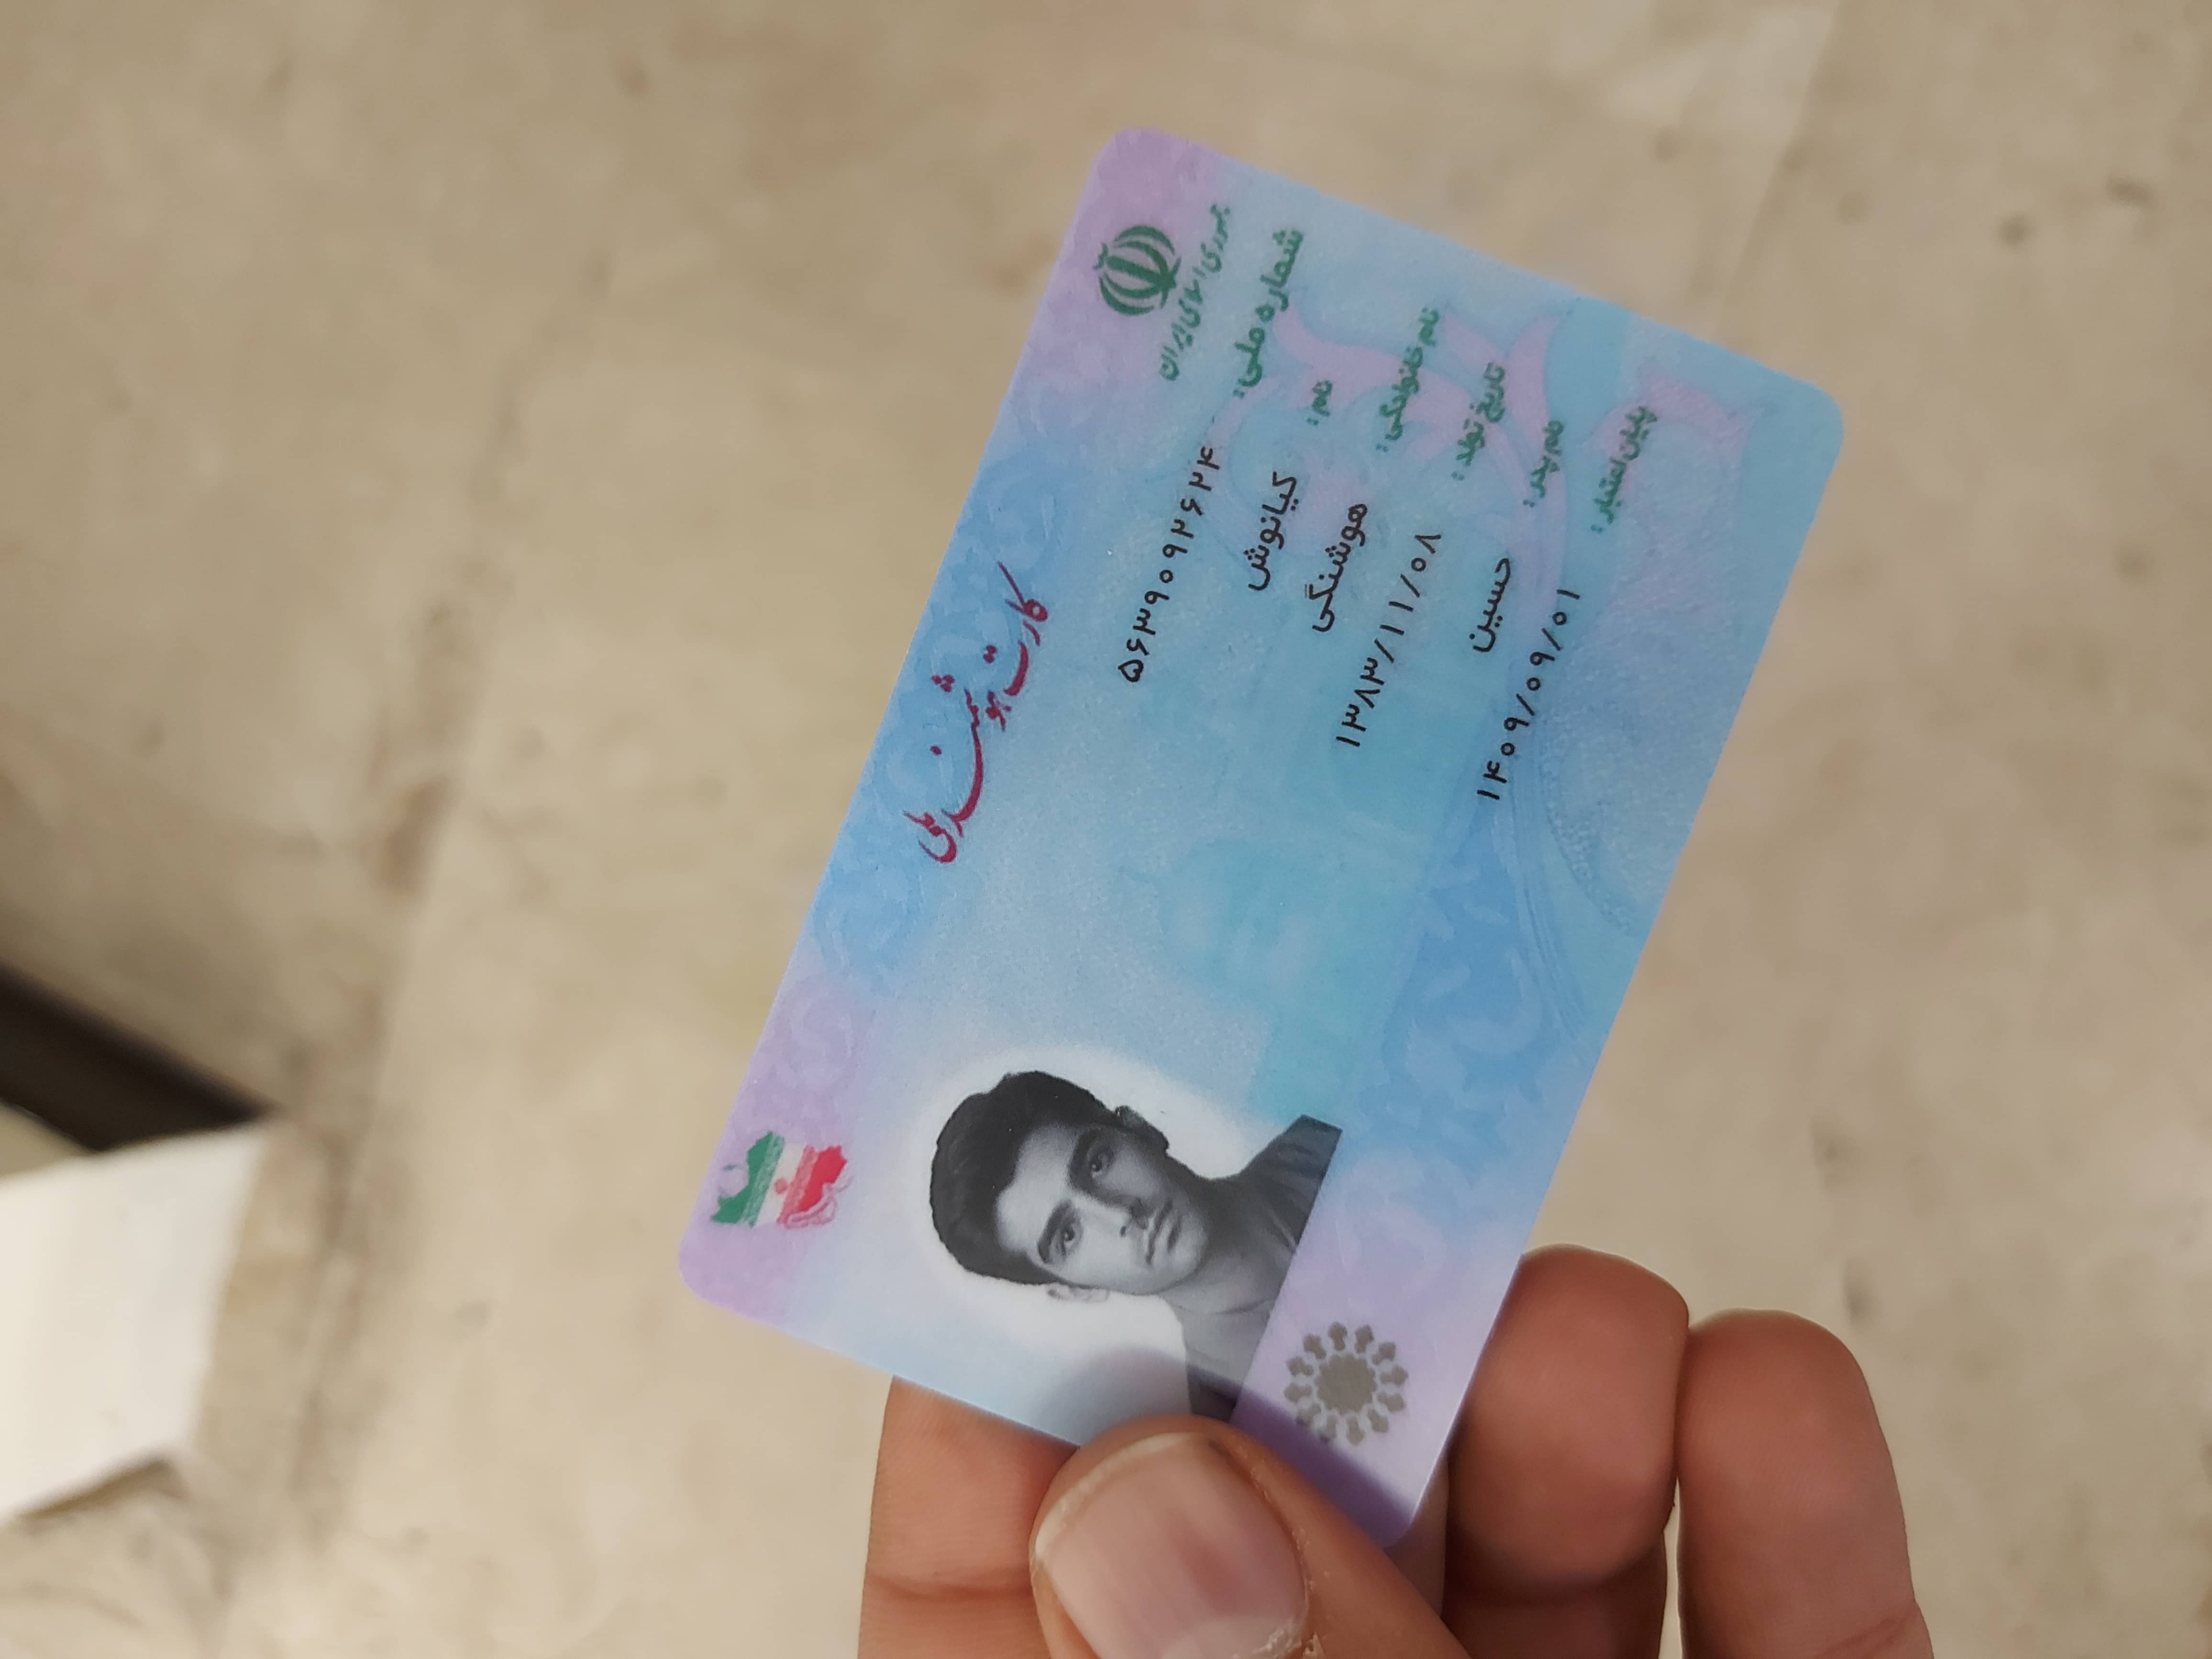 جمهوری اسلامی ایران
کارت هوشمند ملی
شماره ملی: ۵۶۳۹۰۹۲۶۲۴
نام: کیانوش
نام خانوادگی: هوشنگی
تاریخ تولد: ۱۳۸۳/۱۱/۰۸
نام پدر: حسین
پایان اعتبار: ۱۴۰۹/۰۹/۰۱